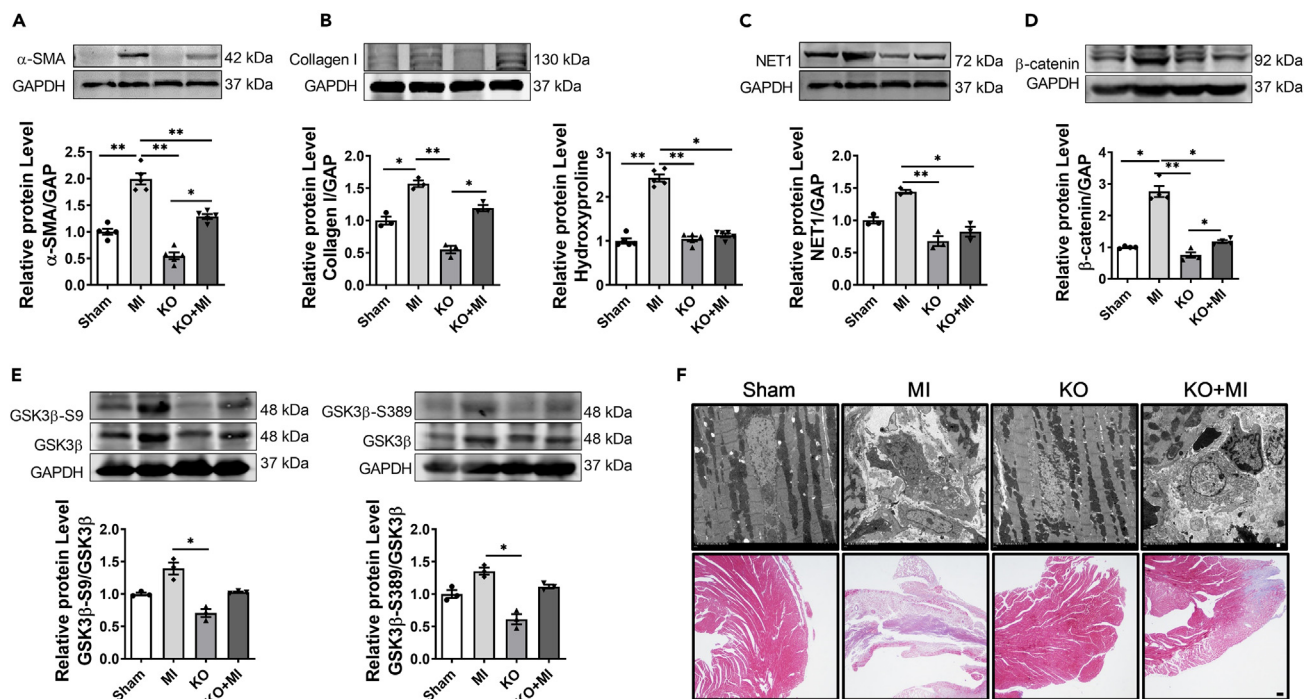 A
α-SMA
42 kDa
GAPDH
37 kDa
Relative protein Level
α-SMA/GAP
2.5
2.0
1.5
1.0
0.5
0.0
**
**
**
*
Sham
MI
KO
KO+MI
B
Collagen I
130 kDa
GAPDH
37 kDa
Relative protein Level
Collagen I/GAP
2.5
2.0
1.5
1.0
0.5
0.0
*
**
*
Sham
MI
KO
KO+MI
Relative protein Level
Hydroxyproline
3
2
1
0
**
**
*
Sham
MI
KO
KO+MI
C
NET1
72 kDa
GAPDH
37 kDa
Relative protein Level
NET1/GAP
2.5
2.0
1.5
1.0
0.5
0.0
*
**
Sham
MI
KO
KO+MI
D
β-catenin
92 kDa
GAPDH
37 kDa
Relative protein Level
β-catenin/GAP
4
3
2
1
0
*
*
**
*
Sham
MI
KO
KO+MI
E
GSK3β-S9
48 kDa
GSK3β
48 kDa
GAPDH
37 kDa
Relative protein Level
GSK3β-S9/GSK3β
2.0
1.5
1.0
0.5
0.0
*
Sham
MI
KO
KO+MI
GSK3β-S389
48 kDa
GSK3β
48 kDa
GAPDH
37 kDa
Relative protein Level
GSK3β-S389/GSK3β
2.0
1.5
1.0
0.5
0.0
*
Sham
MI
KO
KO+MI
F
Sham
MI
KO
KO+MI